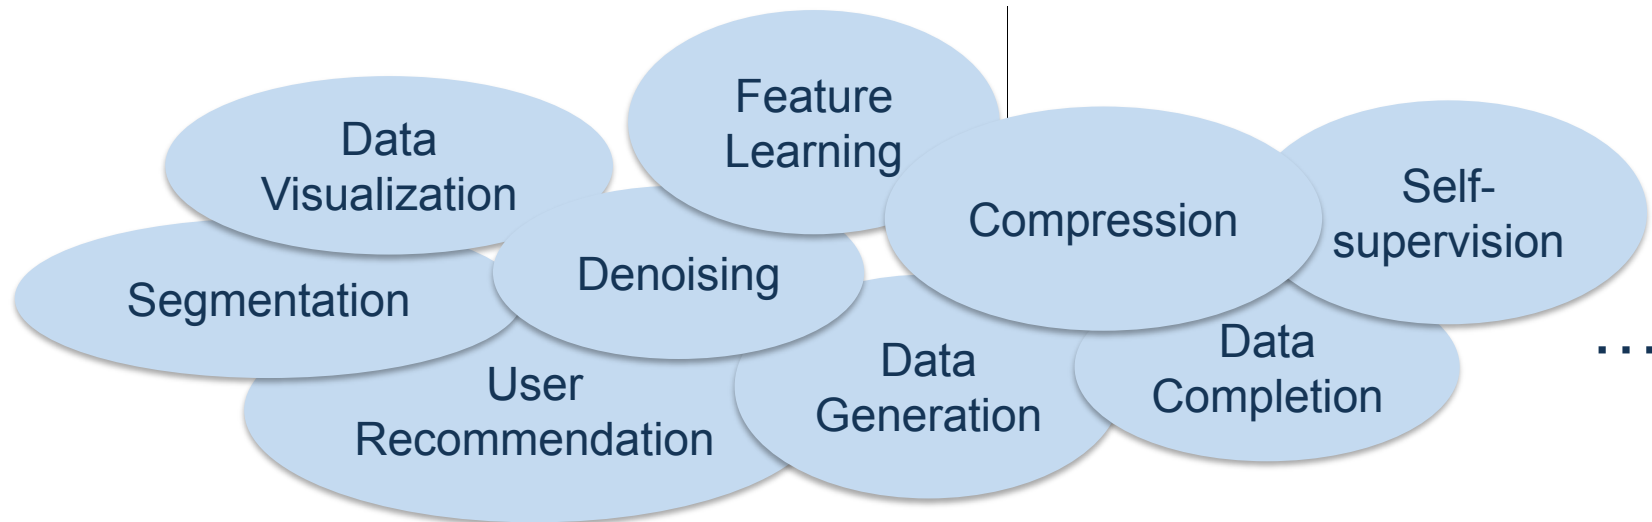 Feature
Learning
Data
Visualization
Compression
Self-
supervision
Denoising
Segmentation
Data
Completion
...
Data
Generation
User
Recommendation